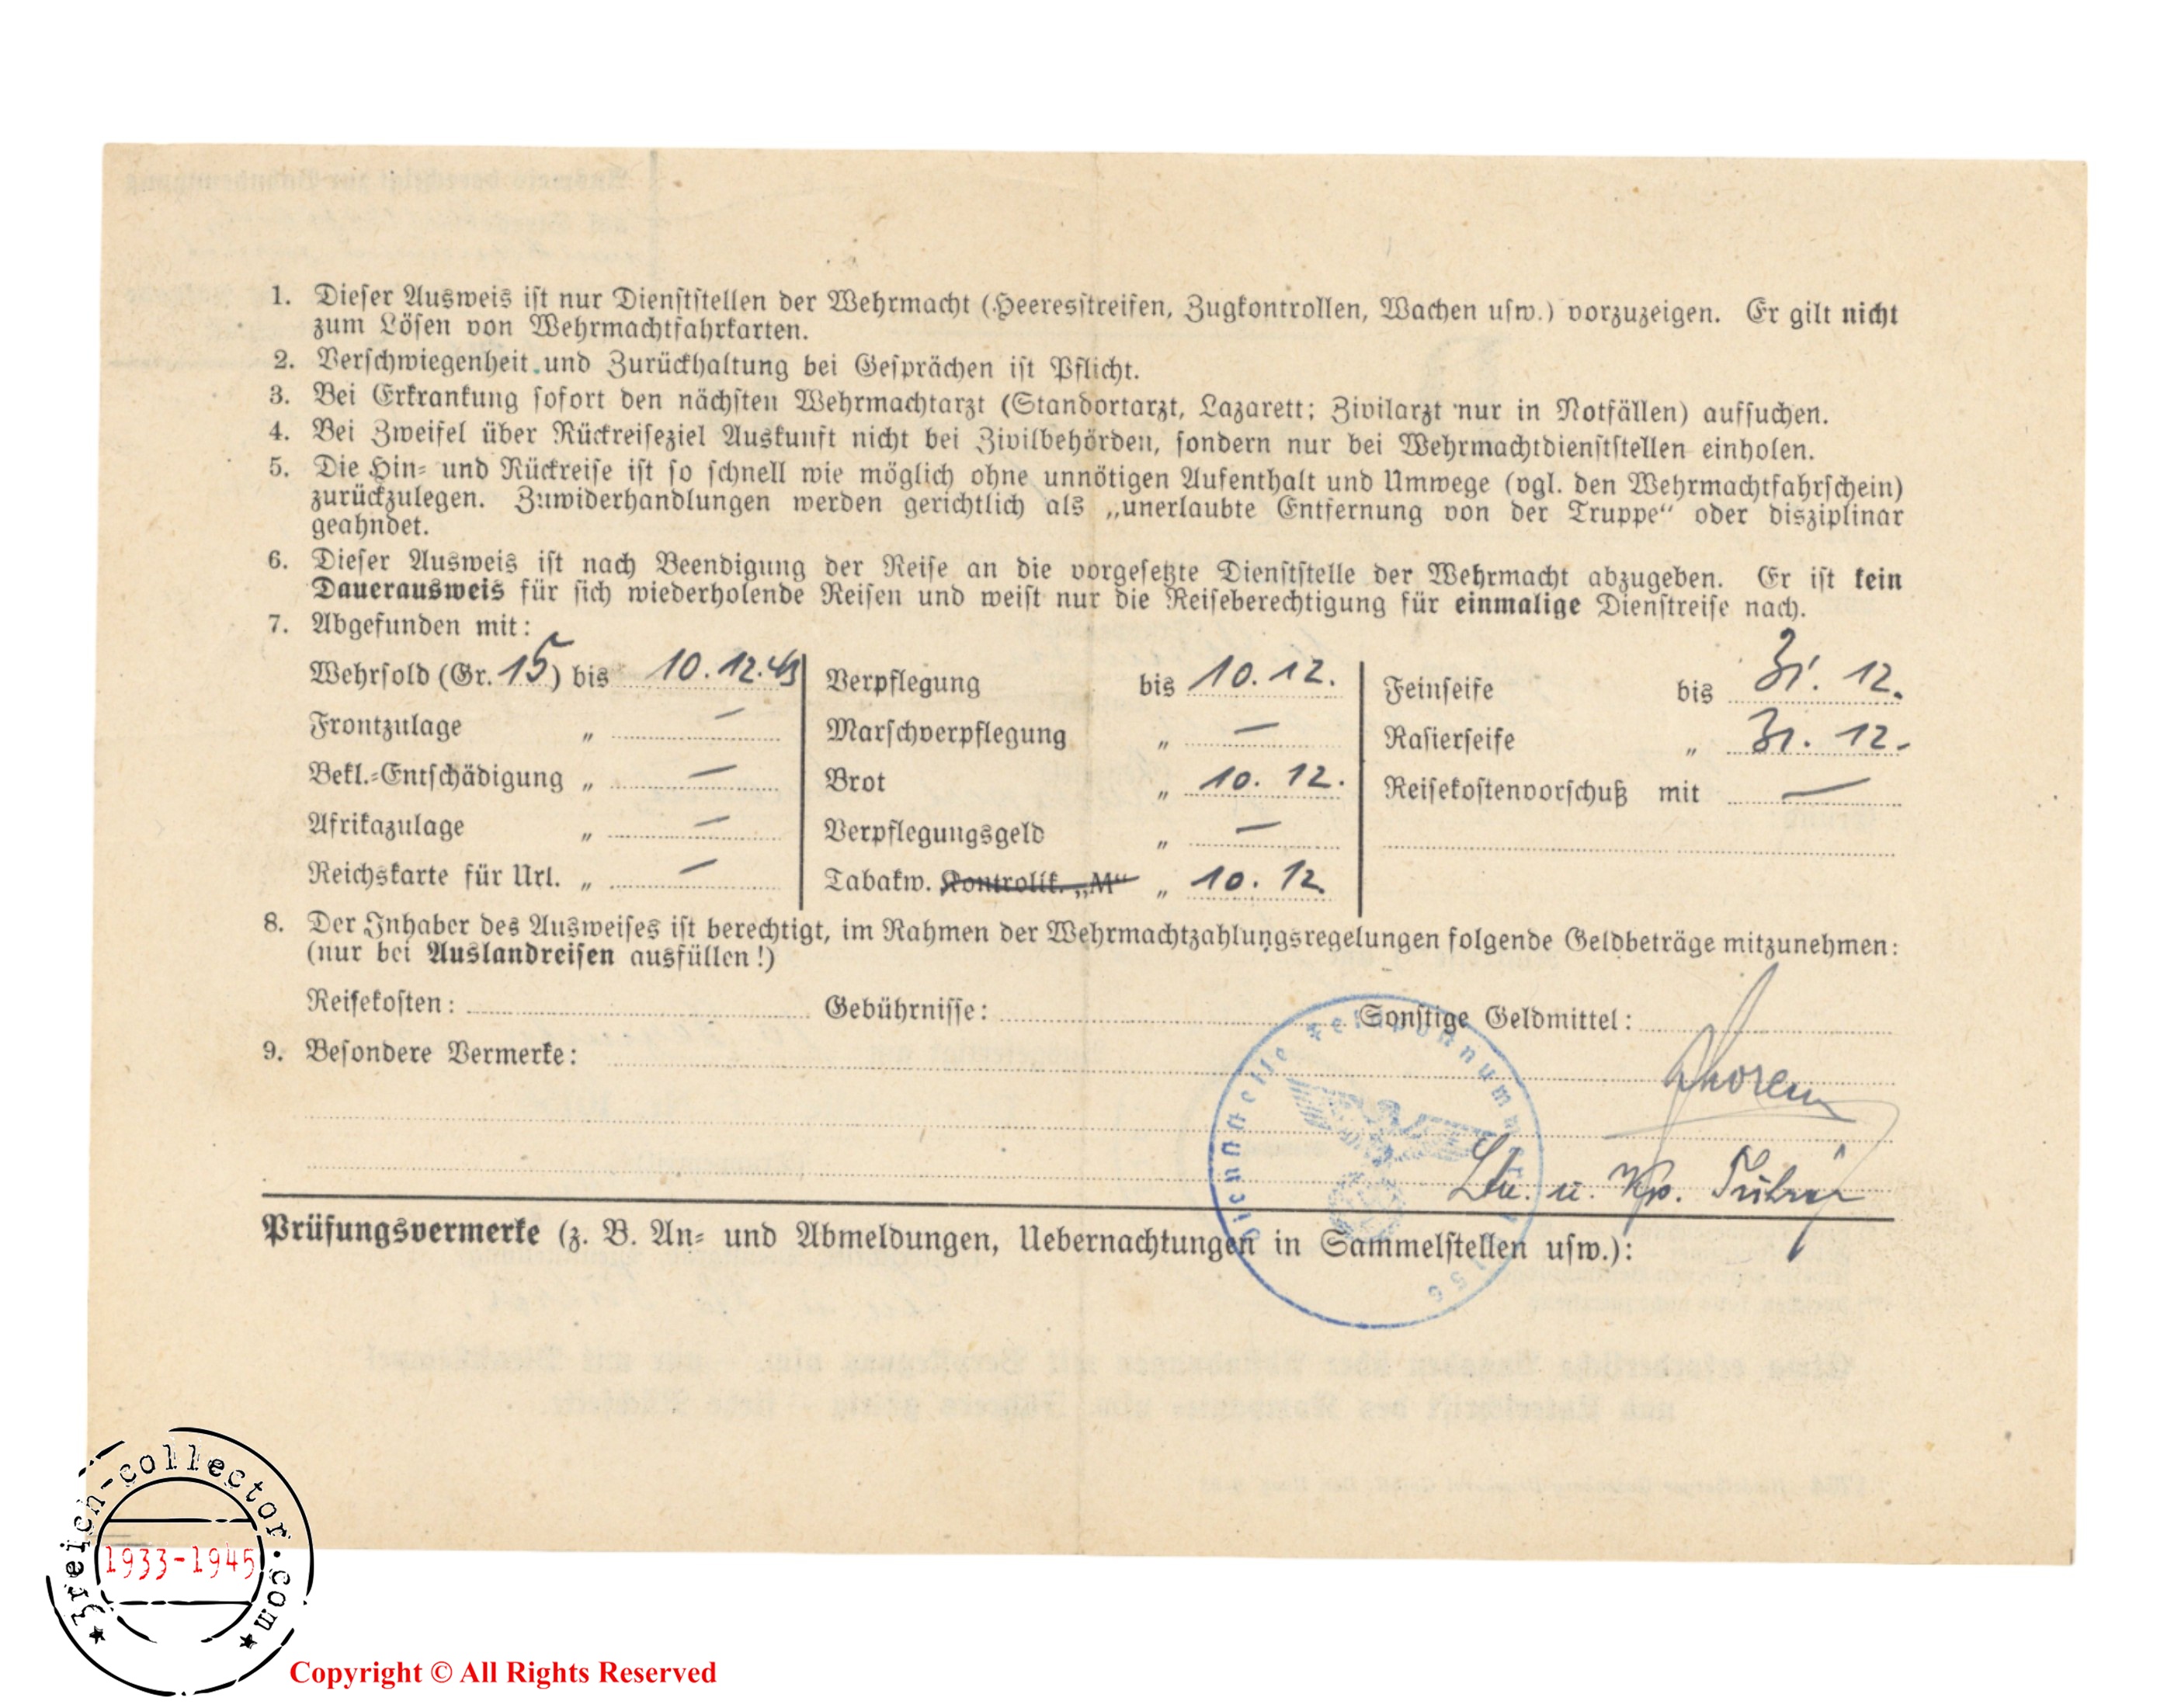 1. Dieser Ausweis ist nur Dienststellen der Wehrmacht (Heeresstreifen, Zugkontrollen, Wachen usw.) vorzuzeigen. Er gilt nicht
zum Lösen von Wehrmachtfahrkarten.
2. Verschwiegenheit und Zurückhaltung bei Gesprächen ist Pflicht.
3. Bei Erkrankung sofort den nächsten Wehrmachtarzt (Standortarzt, Lazarett; Zivilarzt nur in Notfällen) aufsuchen.
4. Bei Zweifel über Rückreiseziel Auskunft nicht bei Zivilbehörden, sondern nur bei Wehrmachtdienststellen einholen.
5. Die Hin- und Rückreise ist so schnell wie möglich ohne unnötigen Aufenthalt und Umwege (vgl. den Wehrmachtfahrschein)
zurückzulegen. Zuwiderhandlungen werden gerichtlich als „unerlaubte Entfernung von der Truppe“ oder disziplinar
geahndet.
6. Dieser Ausweis ist nach Beendigung der Reise an die vorgesetzte Dienststelle der Wehrmacht abzugeben. Er ist kein
Dauerausweis für sich wiederholende Reisen und weist nur die Reiseberechtigung für einmalige Dienstreise nach.
7. Abgefunden mit:
Wehrsold (Gr. 15) bis 10.12.43 Verpflegung bis 10.12. Feinseife bis 31. 12.
Frontzulage „ — Marschverpflegung „ — Rasierseife „ 31. 12.
Bekl.-Entschädigung „ — Brot „ 10. 12. Reisekostenvorschuß mit —
Afrikazulage „ — Verpflegungsgeld „ —
Reichskarte für Url. „ — Tabakw. Kontrollk. „M“ „ 10. 12.
8. Der Inhaber des Ausweises ist berechtigt, im Rahmen der Wehrmachtzahlungsregelungen folgende Geldbeträge mitzunehmen:
(nur bei Auslandreisen ausfüllen!)
Reisekosten: Gebührnisse: Sonstige Geldmittel:
9. Besondere Vermerke:
Dienststelle Feldpostnummer
Ltn. u. Kp. Führer
Prüfungsvermerke (z. B. An- und Abmeldungen, Uebernachtungen in Sammelstellen usw.):
3reich-collector.com
1933-1945
Copyright © All Rights Reserved